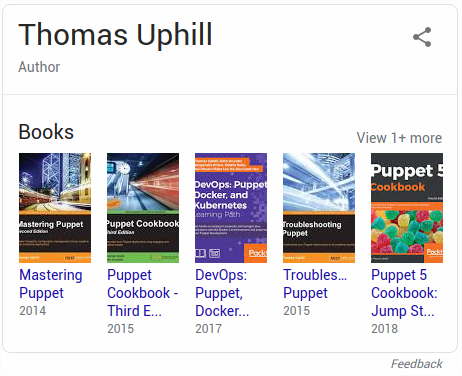 Thomas Uphill
Author
Books
View 1+ more
Mastering Puppet
Second Edition
Puppet Cookbook
Third Edition
DevOps: Puppet,
Docker, and
Kubernetes
Learning Path
Packt
Troubleshooting
Puppet
Puppet 5
Cookbook
Packt
Mastering
Puppet
2014
Puppet
Cookbook -
Third E...
2015
DevOps:
Puppet,
Docker...
2017
Troubles...
Puppet
2015
Puppet 5
Cookbook:
Jump St...
2018
Feedback